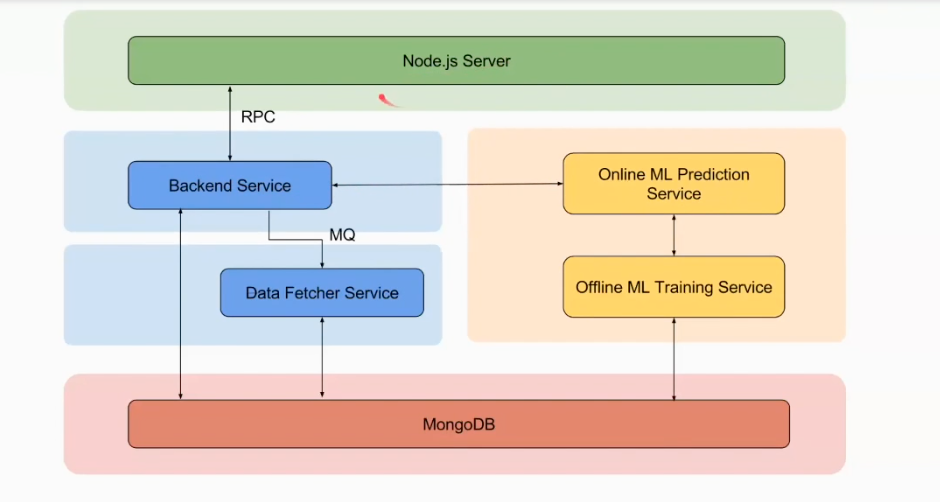 Node.js Server
RPC
Backend Service
Online ML Prediction
Service
MQ
Data Fetcher Service
Offline ML Training Service
MongoDB